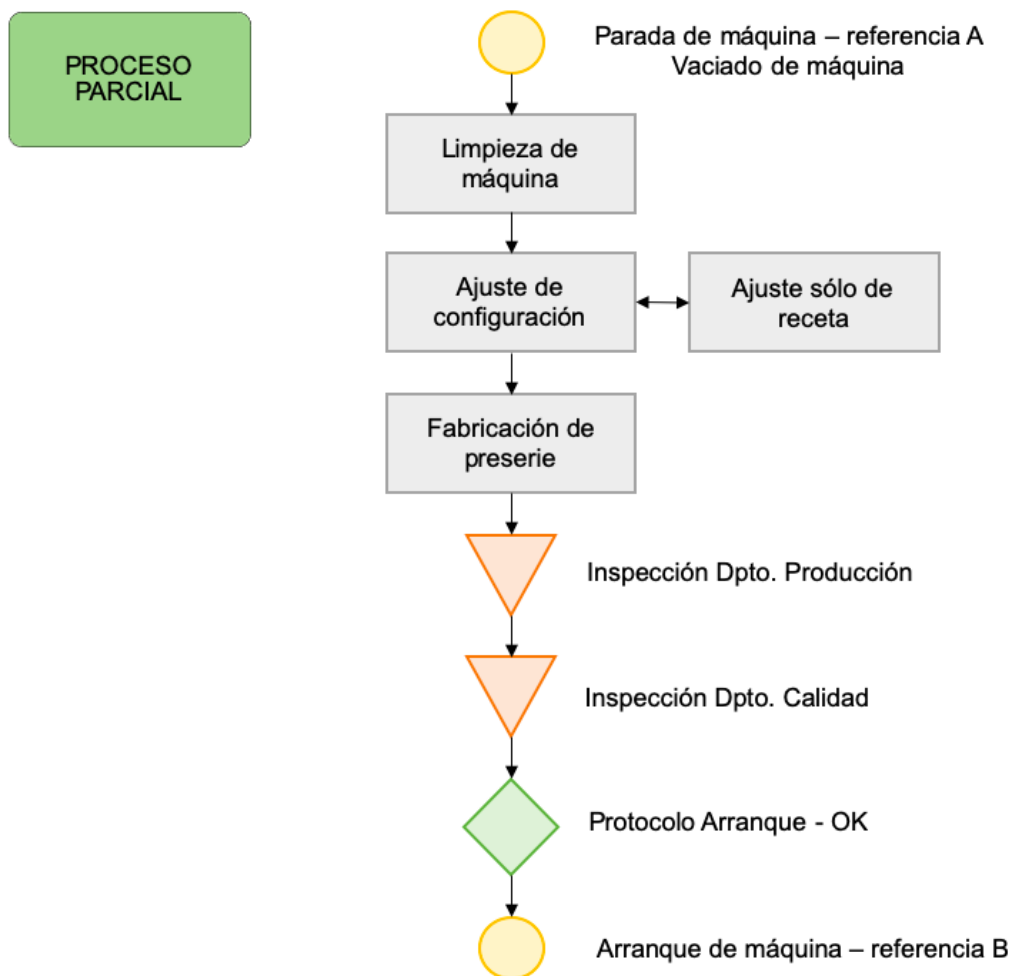 PROCESO
PARCIAL
Parada de máquina – referencia A
Vaciado de máquina
Limpieza de
máquina
Ajuste de
configuración
Ajuste sólo de
receta
Fabricación de
preserie
Inspección Dpto. Producción
Inspección Dpto. Calidad
Protocolo Arranque - OK
Arranque de máquina – referencia B